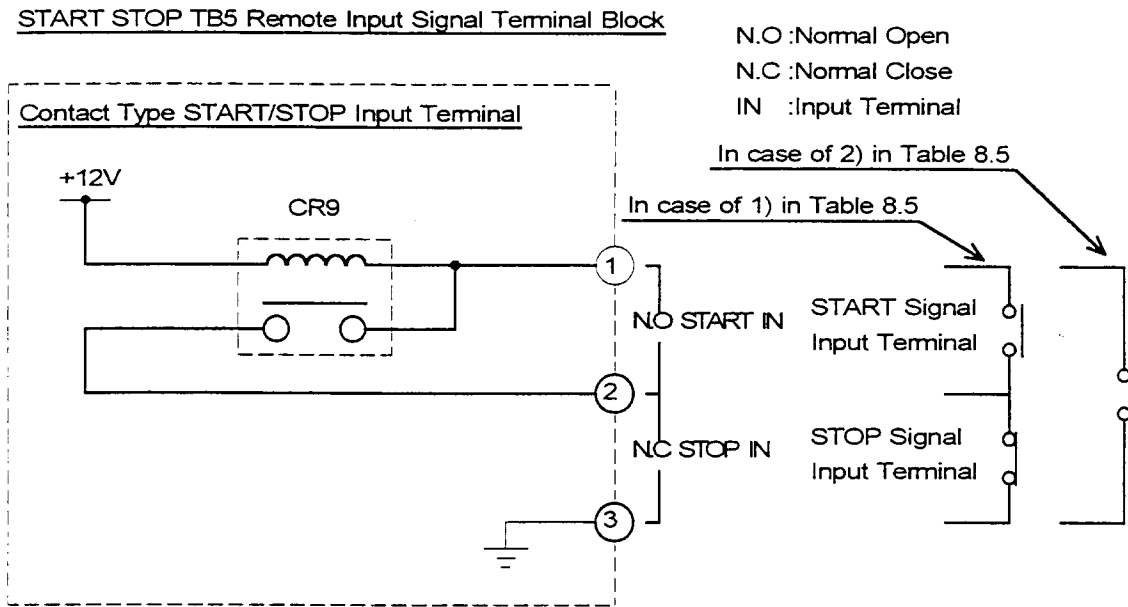 START STOP TB5 Remote Input Signal Terminal Block
N.O :Normal Open
N.C :Normal Close
IN :Input Terminal
Contact Type START/STOP Input Terminal
In case of 2) in Table 8.5
In case of 1) in Table 8.5
+12V
CR9
1
N.O START IN
START Signal
Input Terminal
2
N.C STOP IN
STOP Signal
Input Terminal
3